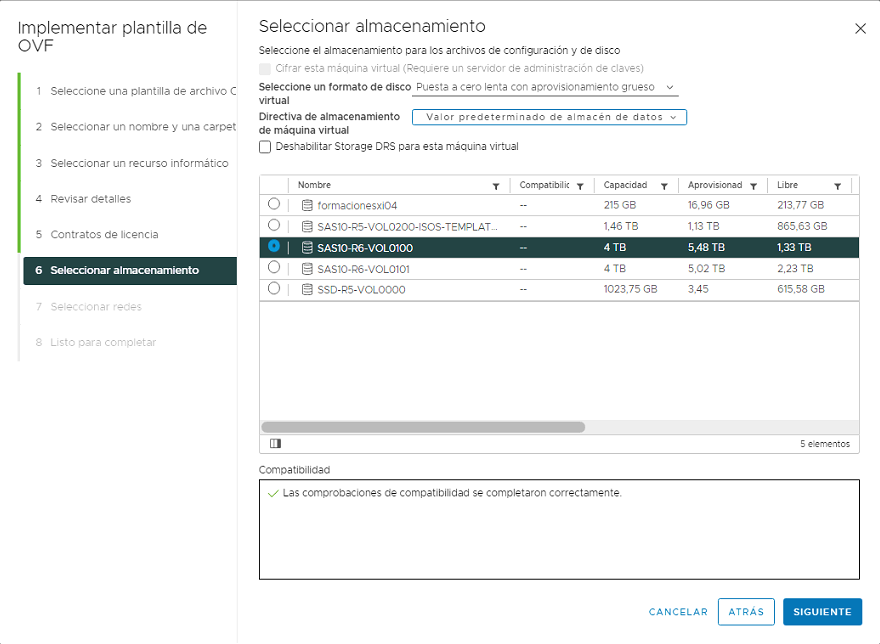 Implementar plantilla de
OVF
1 Seleccione una plantilla de archivo O
2 Seleccionar un nombre y una carpet
3 Seleccionar un recurso informático
4 Revisar detalles
5 Contratos de licencia
6 Seleccionar almacenamiento
7 Seleccionar redes
8 Listo para completar
Seleccionar almacenamiento
Seleccione el almacenamiento para los archivos de configuración y de disco
Cifrar esta máquina virtual (Requiere un servidor de administración de claves)
Seleccione un formato de disco virtual Puesta a cero lenta con aprovisionamiento grueso
Directiva de almacenamiento de máquina virtual Valor predeterminado de almacén de datos
Deshabilitar Storage DRS para esta máquina virtual
Nombre Compatibilic Capacidad Aprovisionad Libre
formacionesxi04 -- 215 GB 16,96 GB 213,77 GB
SAS10-R5-VOL0200-ISOS-TEMPLAT... -- 1,46 TB 1,13 TB 865,63 GB
SAS10-R6-VOL0100 -- 4 TB 5,48 TB 1,33 TB
SAS10-R6-VOL0101 -- 4 TB 5,02 TB 2,23 TB
SSD-R5-VOL0000 -- 1023,75 GB 3,45 615,58 GB
5 elementos
Compatibilidad
Las comprobaciones de compatibilidad se completaron correctamente.
CANCELAR ATRÁS SIGUIENTE